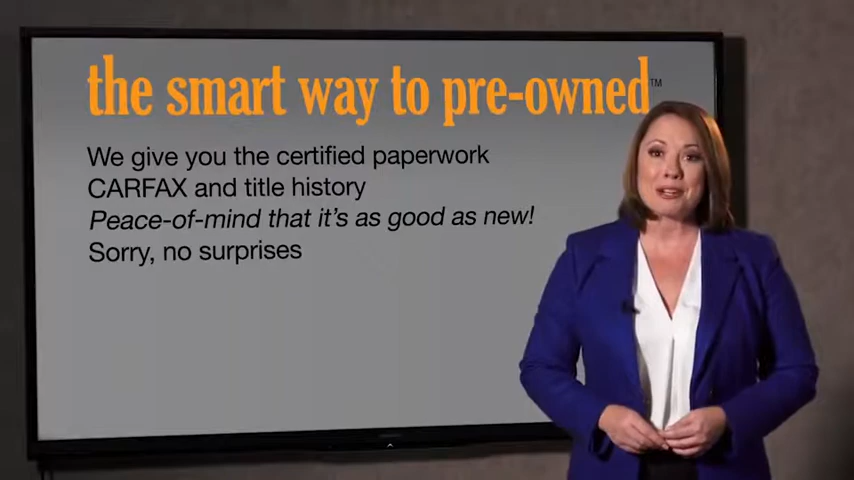 the smart way to pre-owned™
We give you the certified paperwork
CARFAX and title history
Peace-of-mind that it's as good as new!
Sorry, no surprises